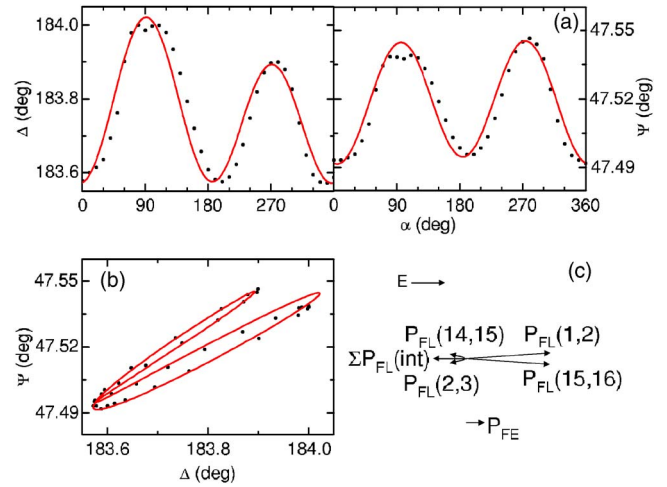 (a)
184.0
183.8
183.6
Δ (deg)
0 90 180 270
α (deg)
0 90 180 270 360
47.55
47.52
47.49
Ψ (deg)
(b)
47.55
47.52
47.49
Ψ (deg)
183.6 183.8 184.0
Δ (deg)
(c)
E
P_FL(14,15) P_FL(1,2)
ΣP_FL(int)
P_FL(2,3) P_FL(15,16)
P_FE